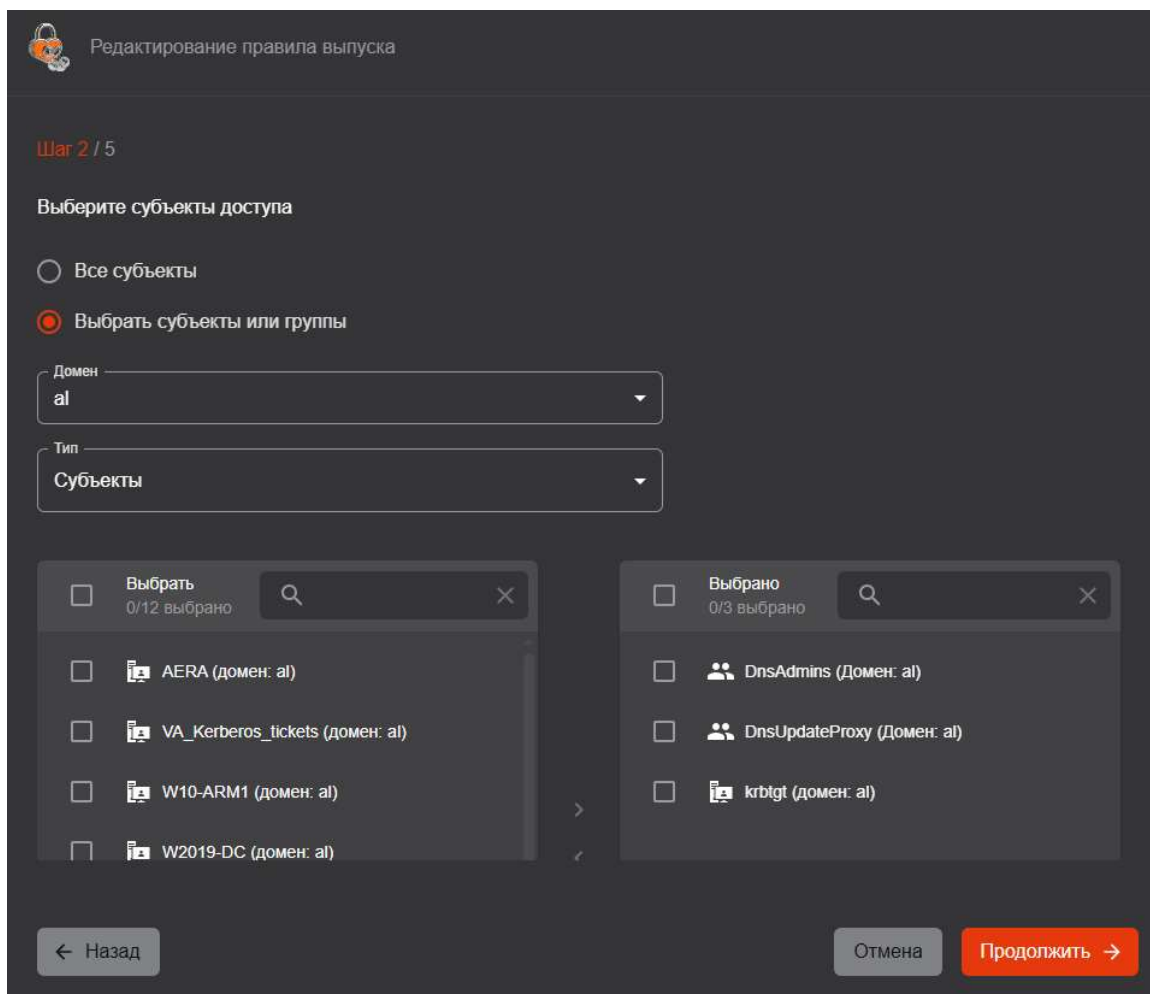 Редактирование правила выпуска
Шаг 2 / 5
Выберите субъекты доступа
Все субъекты
Выбрать субъекты или группы
Домен
al
Тип
Субъекты
Выбрать
0/12 выбрано
AERA (домен: al)
VA_Kerberos_tickets (домен: al)
W10-ARM1 (домен: al)
W2019-DC (домен: al)
Выбрано
0/3 выбрано
DnsAdmins (Домен: al)
DnsUpdateProxy (Домен: al)
krbtgt (домен: al)
Назад
Отмена
Продолжить